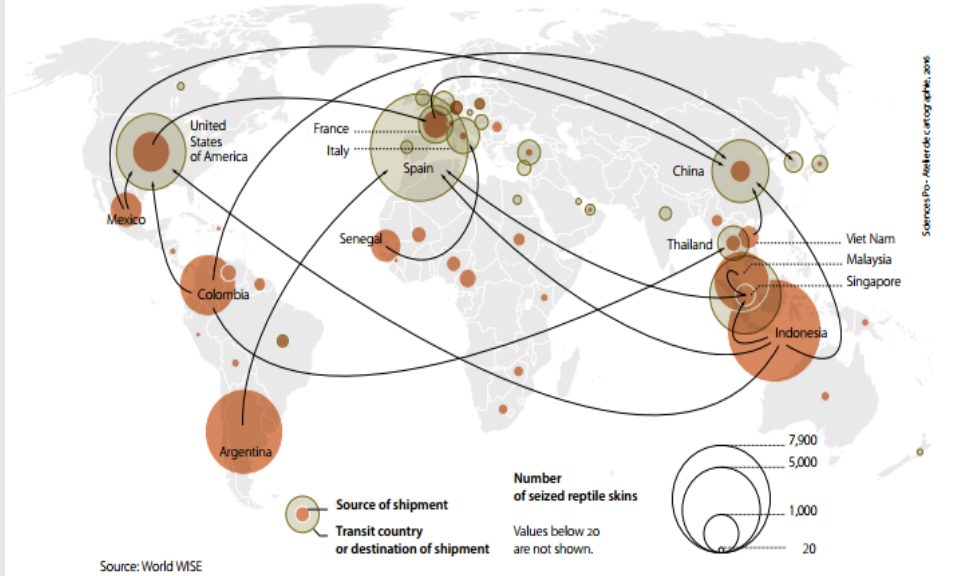 United
States
of America
France
Italy
Spain
China
Mexico
Senegal
Thailand
Viet Nam
Malaysia
Singapore
Colombia
Indonesia
Argentina
Source of shipment
Transit country
or destination of shipment
Number
of seized reptile skins
Values below 20
are not shown.
7,900
5,000
1,000
20
Source: World WISE
Sciences Po - Atelier de cartographie, 2016